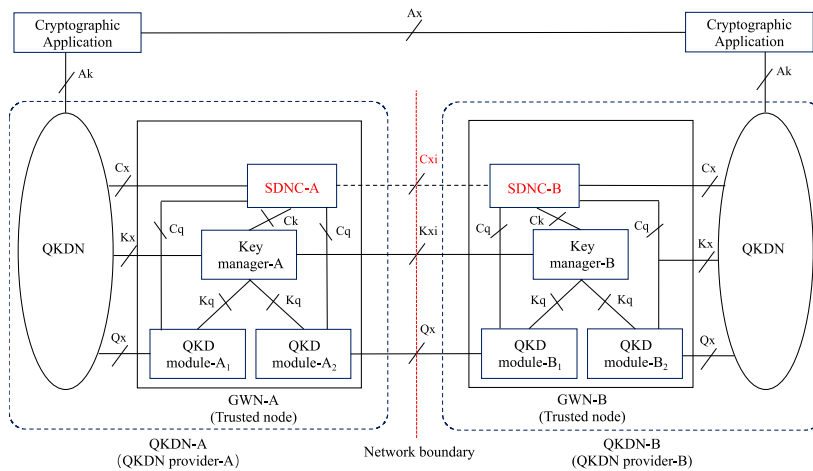 Ax
Cryptographic
Application
Cryptographic
Application
Ak
Ak
Cx
SDNC-A
Cxi
SDNC-B
Cx
Cq
Ck
Cq
Cq
Ck
Cq
QKDN
Kx
Key
manager-A
Kxi
Key
manager-B
Kx
QKDN
Kq
Kq
Kq
Kq
Qx
QKD
module-A₁
QKD
module-A₂
Qx
QKD
module-B₁
QKD
module-B₂
Qx
GWN-A
(Trusted node)
GWN-B
(Trusted node)
QKDN-A
(QKDN provider-A)
Network boundary
QKDN-B
(QKDN provider-B)